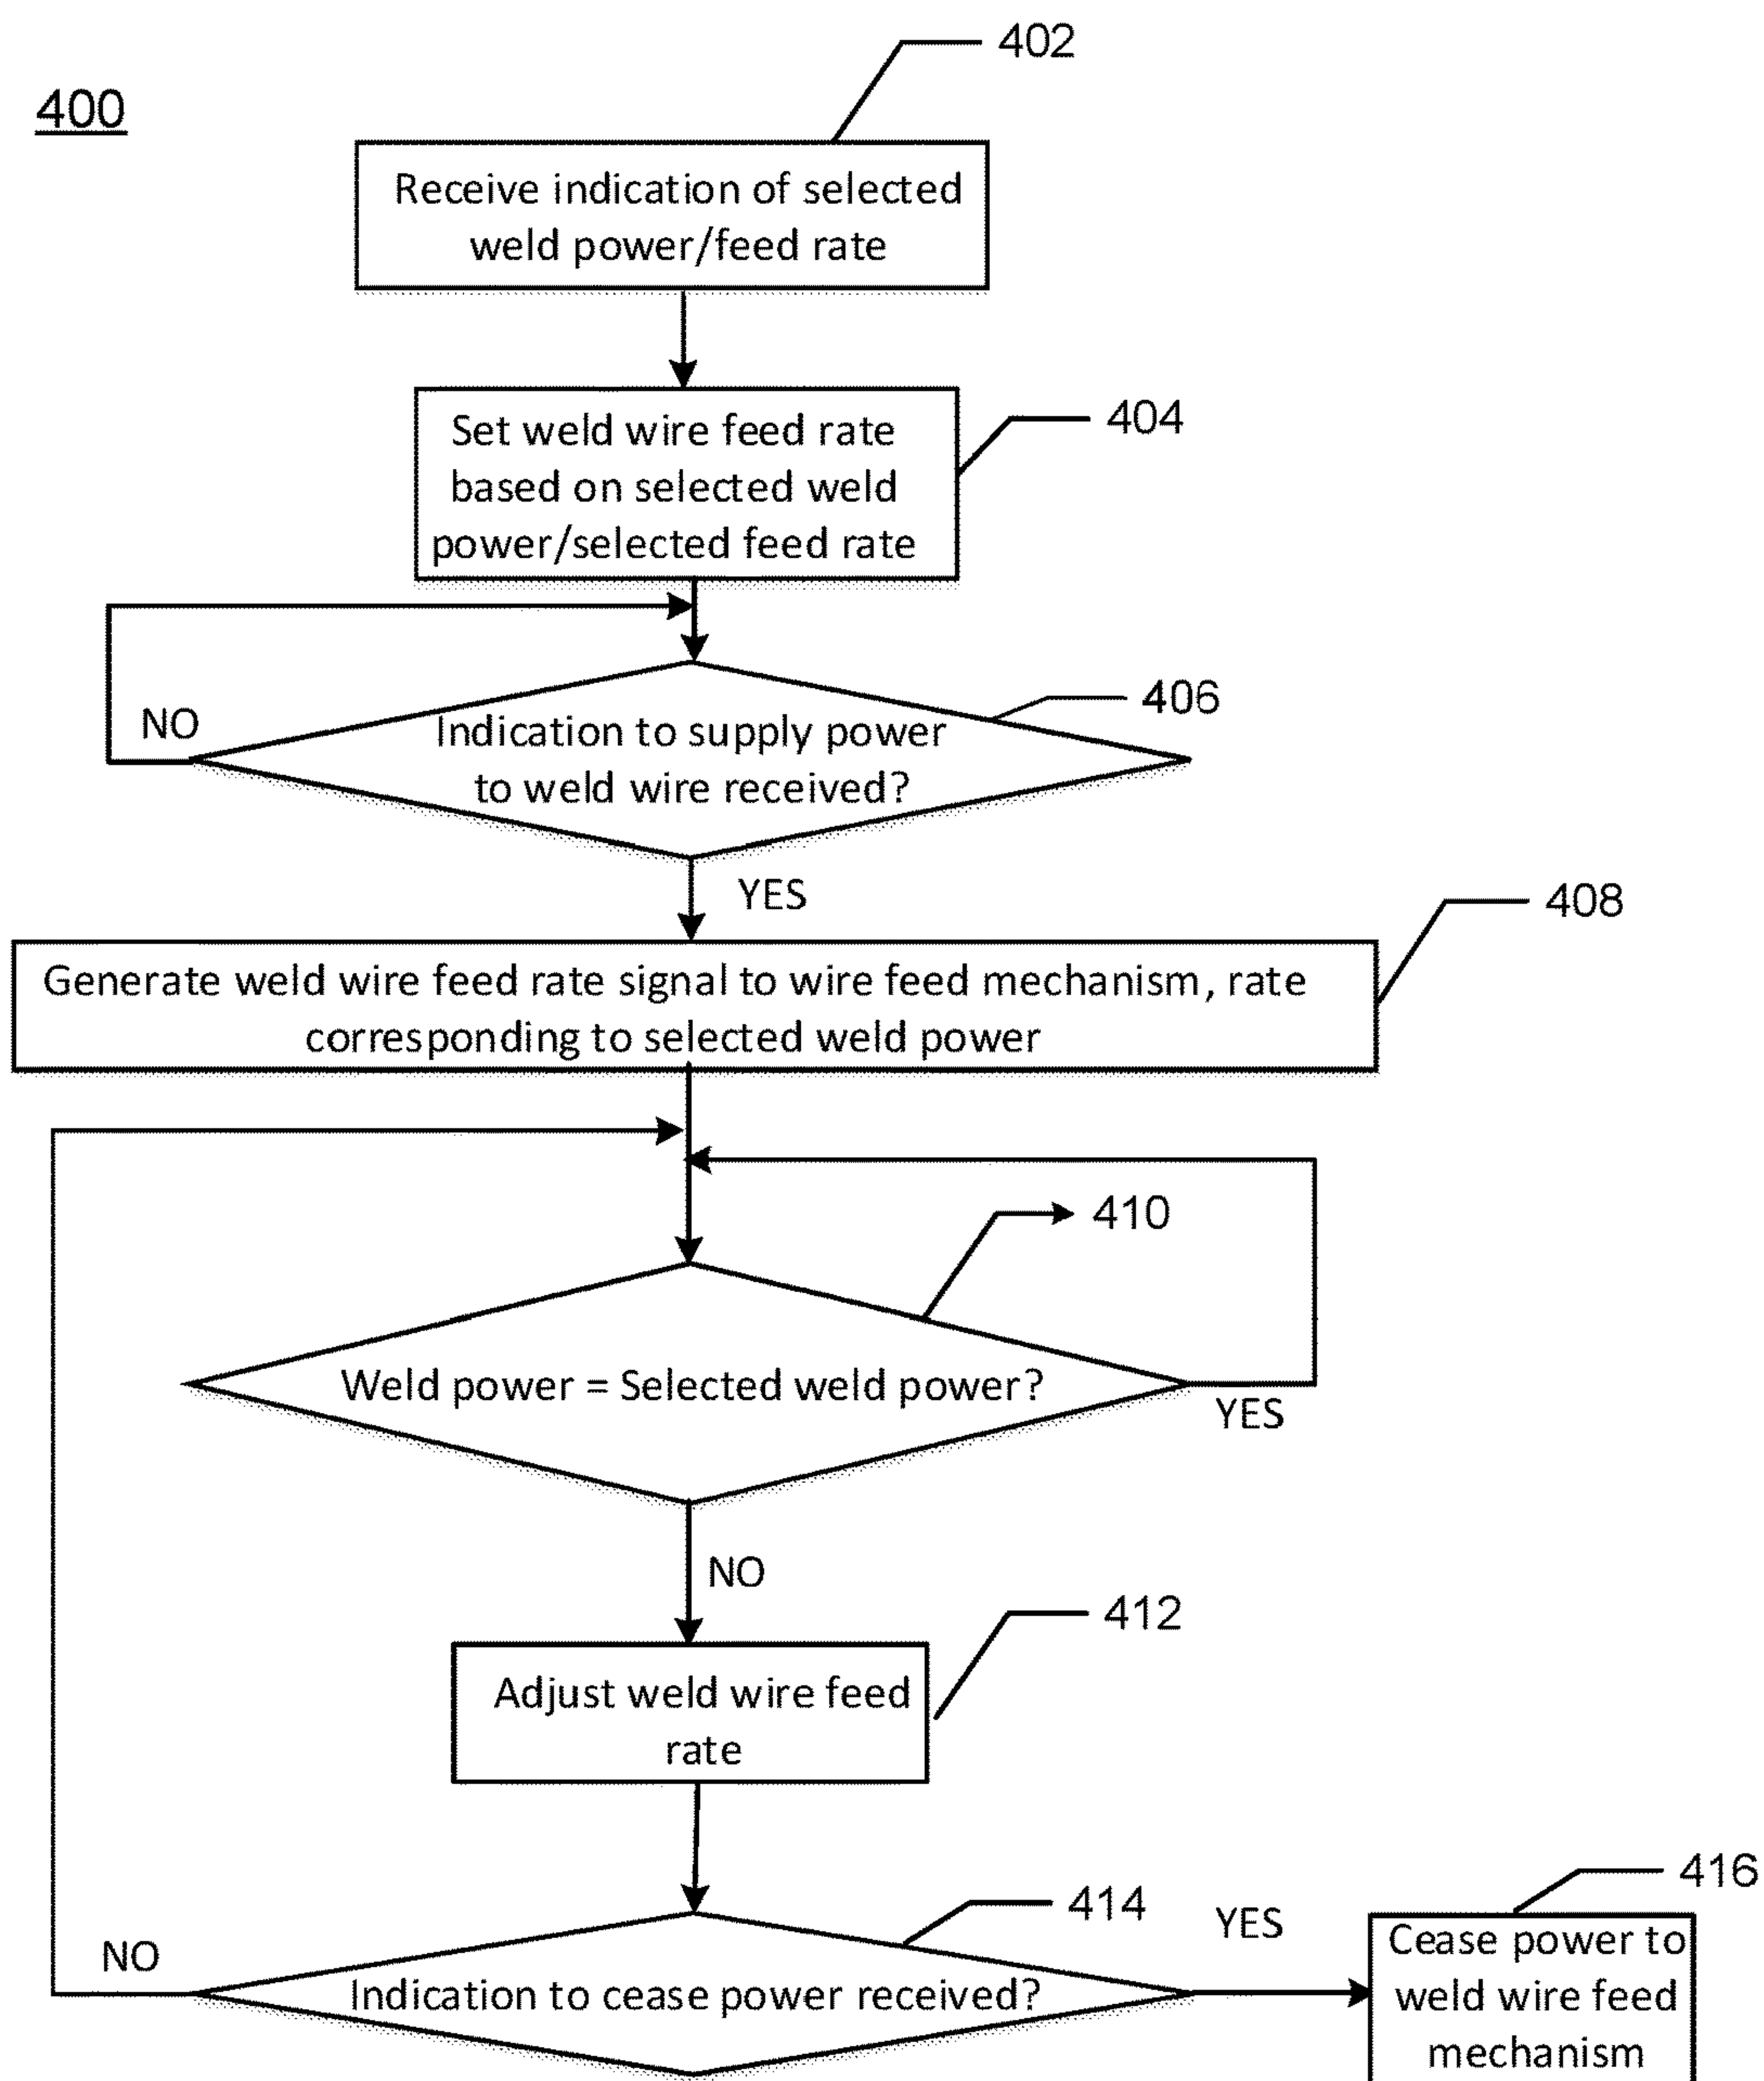 402
400
Receive indication of selected
weld power/feed rate
Set weld wire feed rate
based on selected weld
power/selected feed rate
404
406
NO
Indication to supply power
to weld wire received?
YES
408
Generate weld wire feed rate signal to wire feed mechanism, rate
corresponding to selected weld power
410
Weld power = Selected weld power?
YES
NO
412
Adjust weld wire feed
rate
414
YES
416
NO
Indication to cease power received?
Cease power to
weld wire feed
mechanism